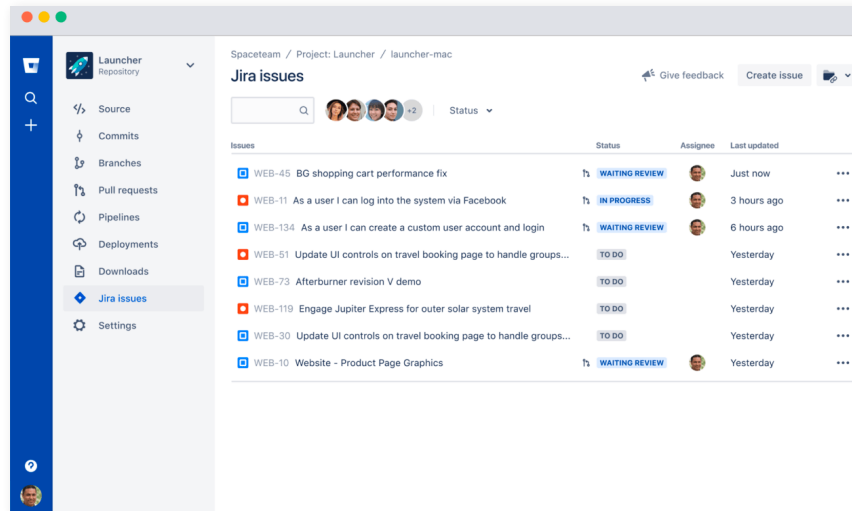 Launcher
Repository
Source
Commits
Branches
Pull requests
Pipelines
Deployments
Downloads
Jira issues
Settings
Spaceteam / Project: Launcher / launcher-mac
Jira issues
Give feedback
Create issue
+2
Status
Issues Status Assignee Last updated
WEB-45 BG shopping cart performance fix WAITING REVIEW Just now
WEB-11 As a user I can log into the system via Facebook IN PROGRESS 3 hours ago
WEB-134 As a user I can create a custom user account and login WAITING REVIEW 6 hours ago
WEB-51 Update UI controls on travel booking page to handle groups... TO DO Yesterday
WEB-73 Afterburner revision V demo TO DO Yesterday
WEB-119 Engage Jupiter Express for outer solar system travel TO DO Yesterday
WEB-30 Update UI controls on travel booking page to handle groups... TO DO Yesterday
WEB-10 Website - Product Page Graphics WAITING REVIEW Yesterday